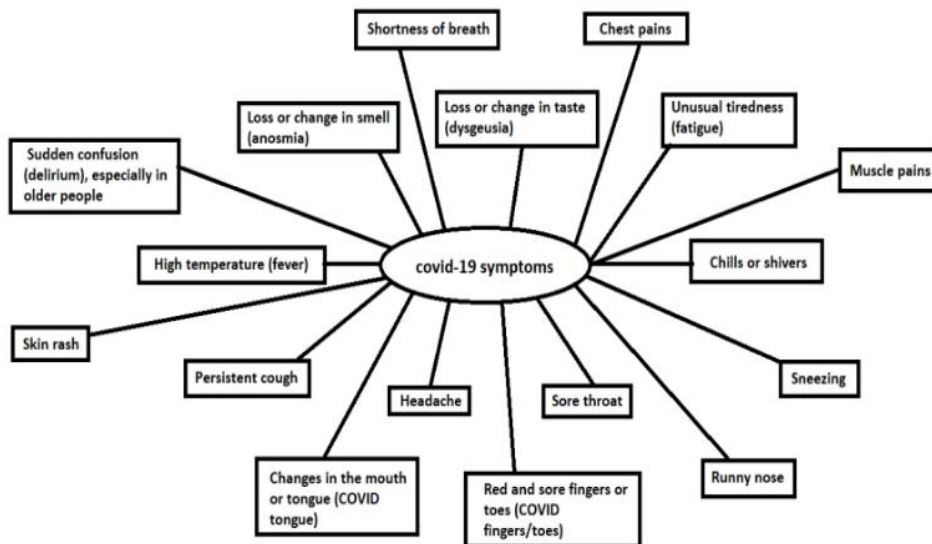 Shortness of breath
Chest pains
Loss or change in smell
(anosmia)
Loss or change in taste
(dysgeusia)
Unusual tiredness
(fatigue)
Sudden confusion
(delirium), especially in
older people
Muscle pains
High temperature (fever)
covid-19 symptoms
Chills or shivers
Skin rash
Persistent cough
Headache
Sore throat
Sneezing
Changes in the mouth
or tongue (COVID
tongue)
Red and sore fingers or
toes (COVID
fingers/toes)
Runny nose